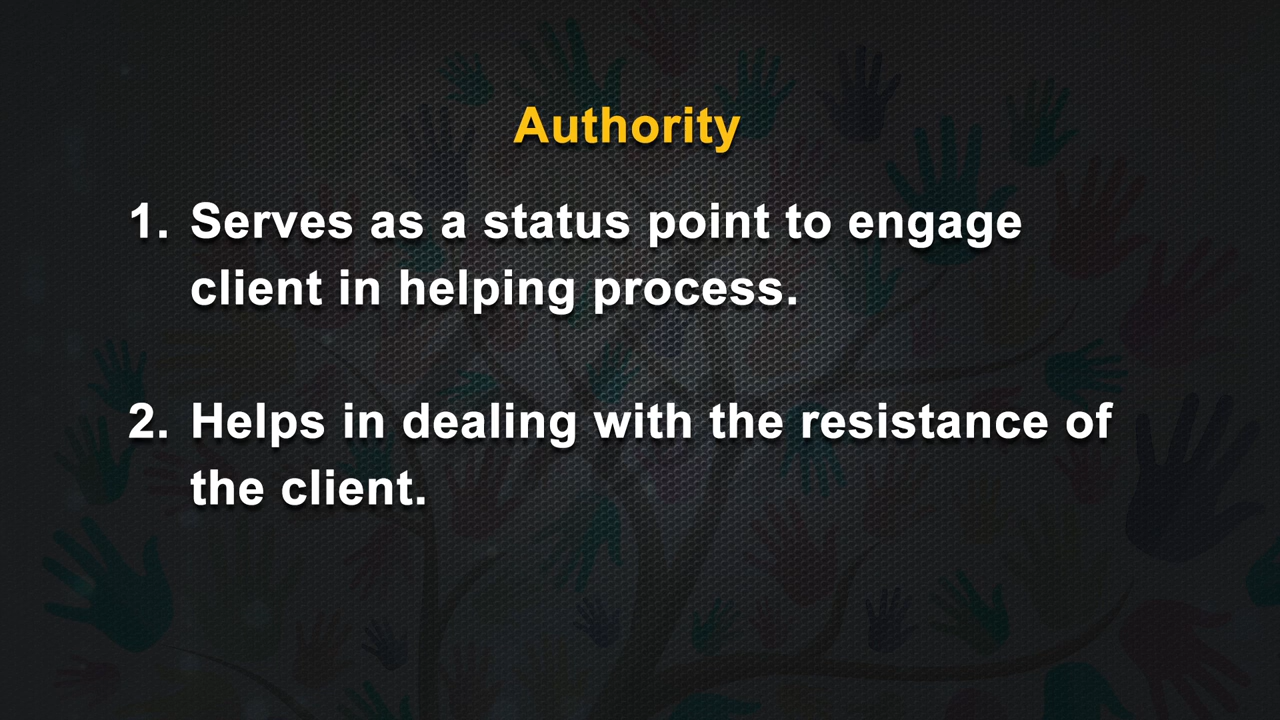 Authority
1. Serves as a status point to engage
client in helping process.
2. Helps in dealing with the resistance of
the client.